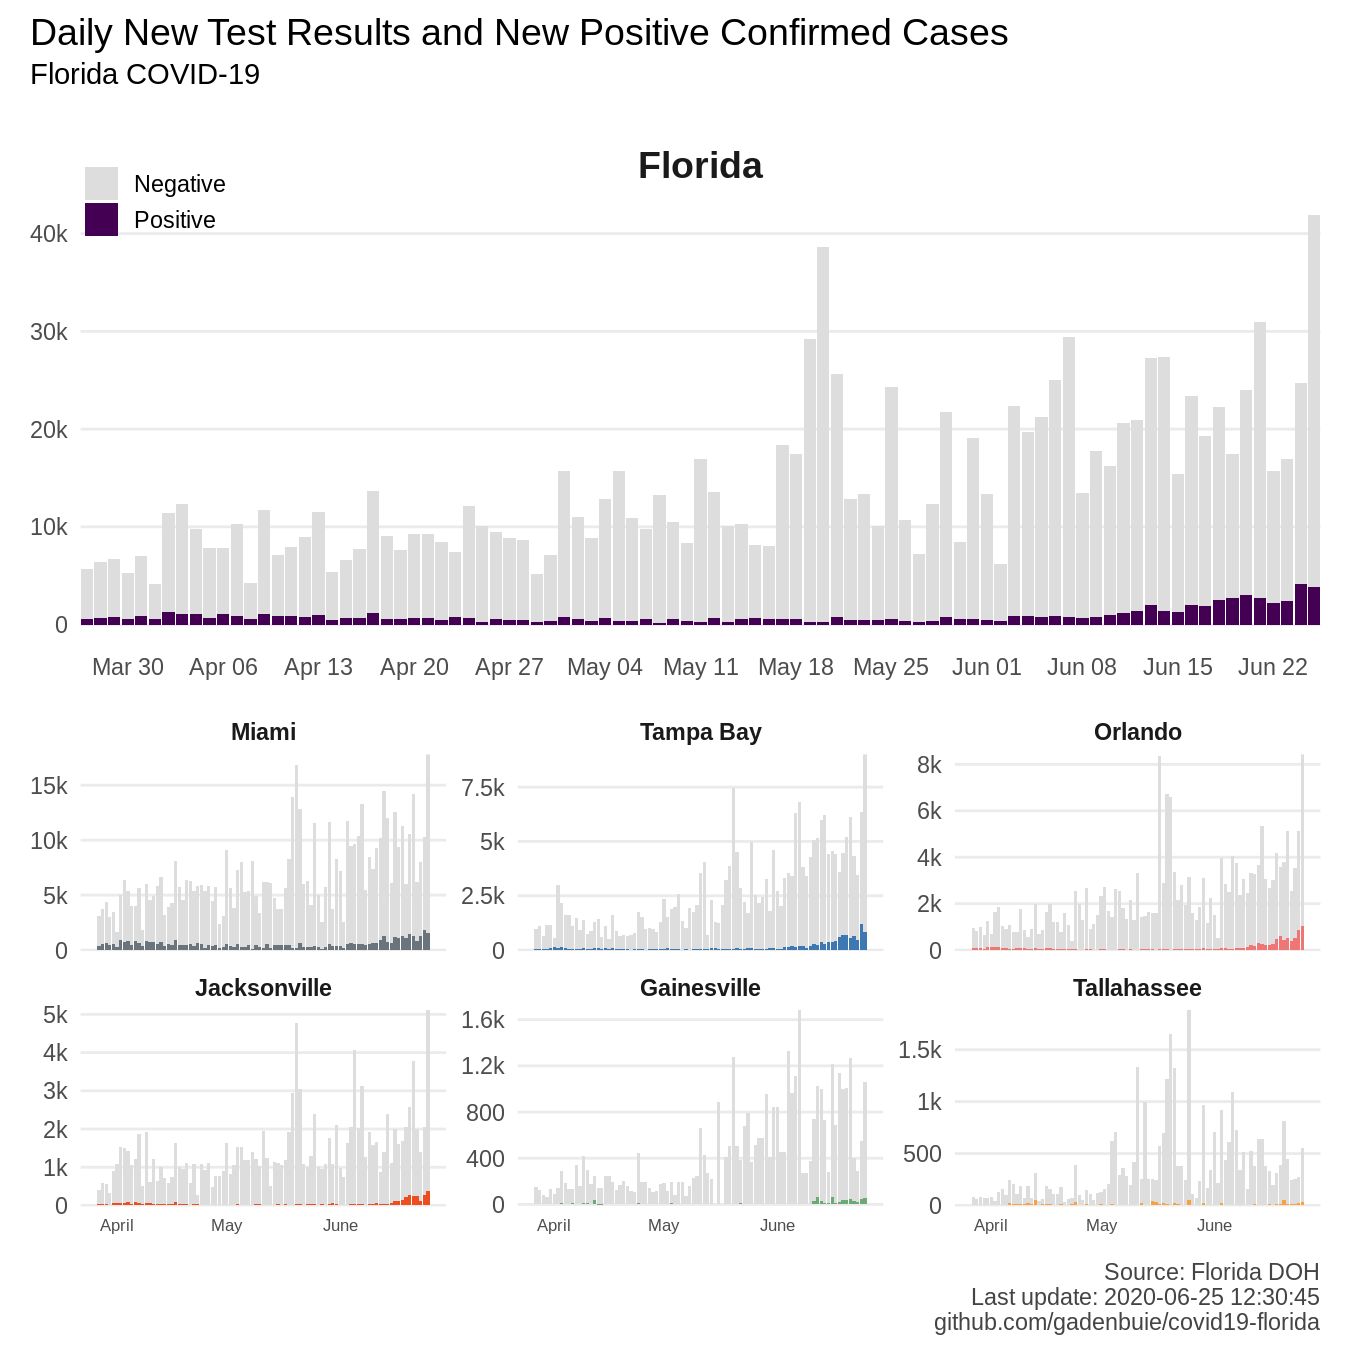 Daily New Test Results and New Positive Confirmed Cases
Florida COVID-19
Florida
Negative
Positive
40k
30k
20k
10k
0
Mar 30 Apr 06 Apr 13 Apr 20 Apr 27 May 04 May 11 May 18 May 25 Jun 01 Jun 08 Jun 15 Jun 22
Miami
15k
10k
5k
0
Tampa Bay
7.5k
5k
2.5k
0
Orlando
8k
6k
4k
2k
0
Jacksonville
5k
4k
3k
2k
1k
0
April May June
Gainesville
1.6k
1.2k
800
400
0
April May June
Tallahassee
1.5k
1k
500
0
April May June
Source: Florida DOH
Last update: 2020-06-25 12:30:45
github.com/gadenbuie/covid19-florida